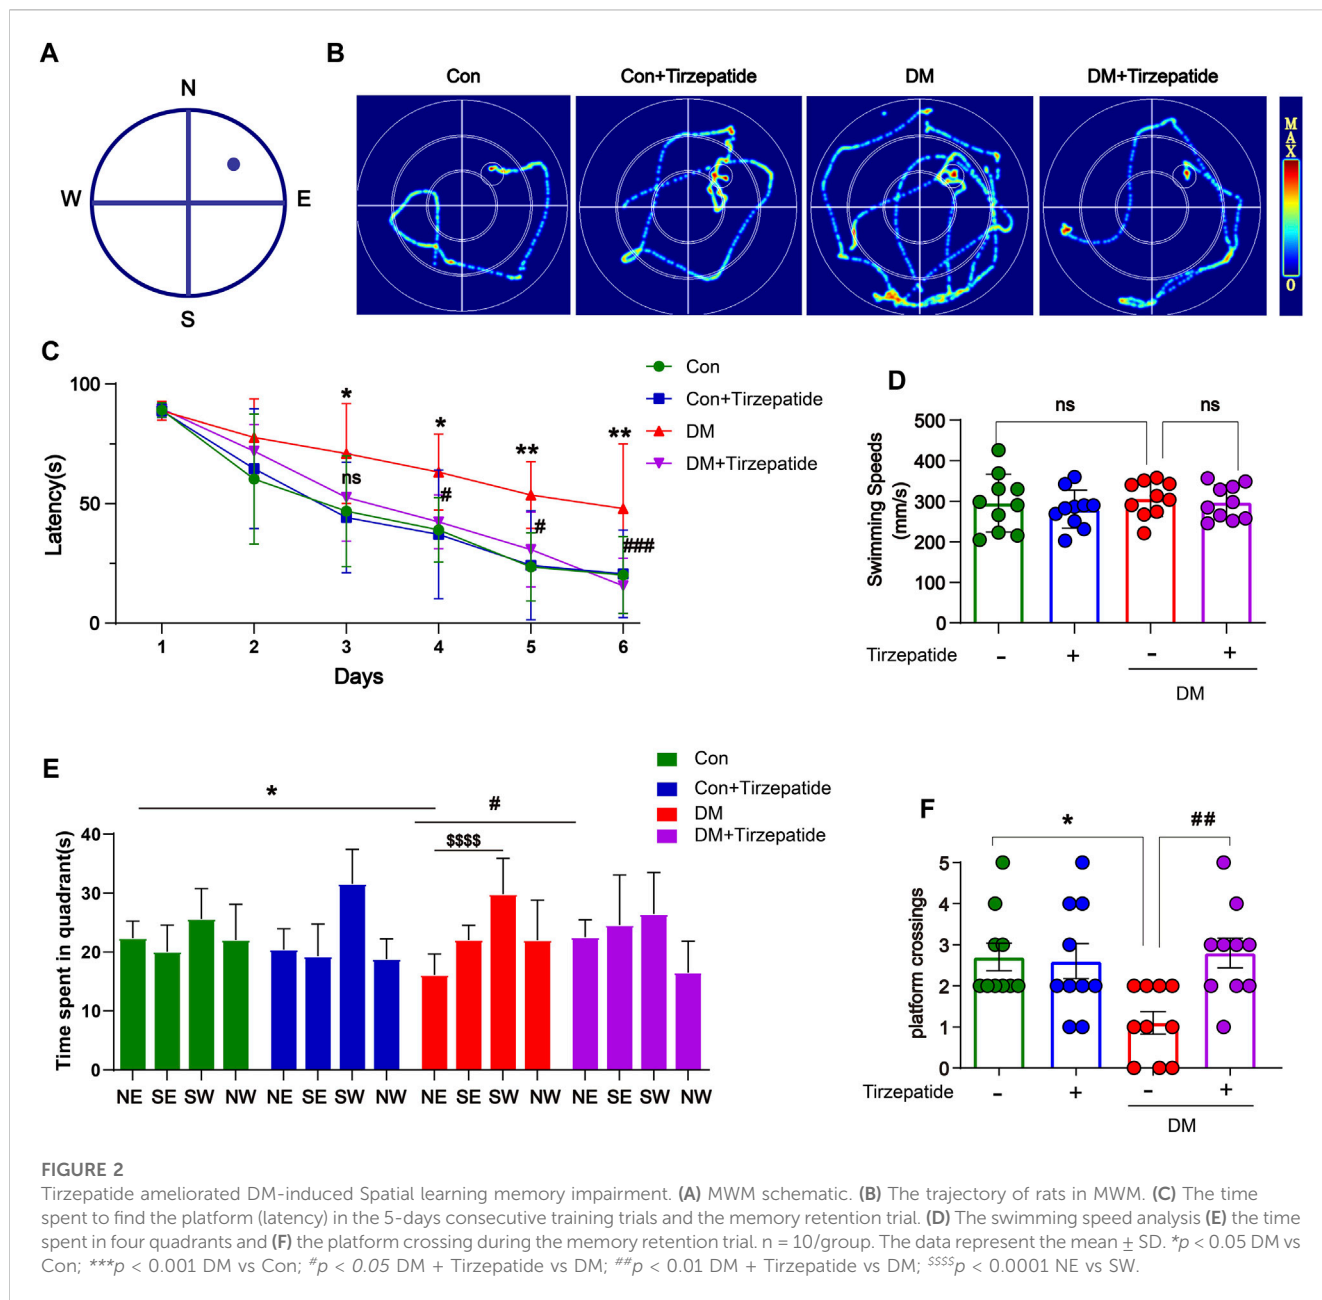 A
N
W
E
S
B
Con
Con+Tirzepatide
DM
DM+Tirzepatide
MAX
0
C
Con
Con+Tirzepatide
DM
DM+Tirzepatide
100
50
0
Latency(s)
* * ** **
ns # # ###
1 2 3 4 5 6
Days
D
ns ns
500
400
300
200
100
0
Swimming Speeds
(mm/s)
Tirzepatide - + - +
DM
E
Con
Con+Tirzepatide
DM
DM+Tirzepatide
* #
$$$$
40
30
20
10
0
Time spent in quadrant(s)
NE SE SW NW NE SE SW NW NE SE SW NW NE SE SW NW
F
* ##
5
4
3
2
1
0
platform crossings
Tirzepatide - + - +
DM
FIGURE 2
Tirzepatide ameliorated DM-induced Spatial learning memory impairment. (A) MWM schematic. (B) The trajectory of rats in MWM. (C) The time
spent to find the platform (latency) in the 5-days consecutive training trials and the memory retention trial. (D) The swimming speed analysis (E) the time
spent in four quadrants and (F) the platform crossing during the memory retention trial. n = 10/group. The data represent the mean ± SD. *p < 0.05 DM vs
Con; ***p < 0.001 DM vs Con; #p < 0.05 DM + Tirzepatide vs DM; ##p < 0.01 DM + Tirzepatide vs DM; $$$$p < 0.0001 NE vs SW.